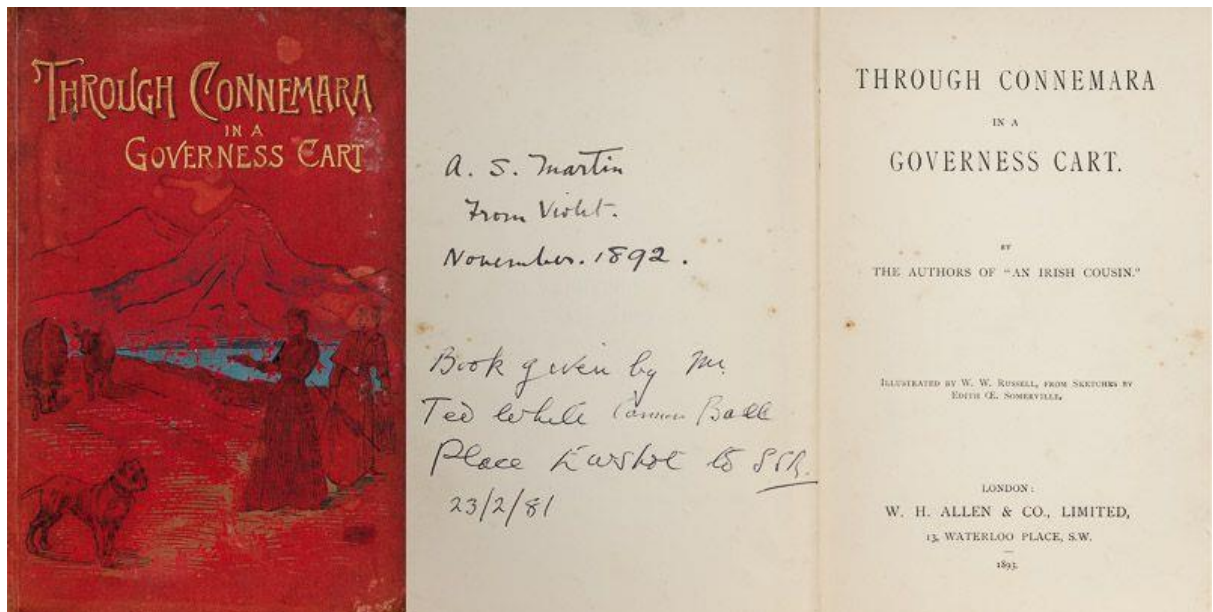 THROUGH CONNEMARA
IN A
GOVERNESS CART
A. S. Martin
From Violet.
November. 1892.
Book given by Mr.
Ted White Cannon Ball
Place Ewshot to
23/2/81
THROUGH CONNEMARA
IN A
GOVERNESS CART.
BY
THE AUTHORS OF "AN IRISH COUSIN."
ILLUSTRATED BY W. W. RUSSELL, FROM SKETCHES BY
EDITH Œ. SOMERVILLE.
LONDON:
W. H. ALLEN & CO., LIMITED,
13, WATERLOO PLACE, S.W.
1893.